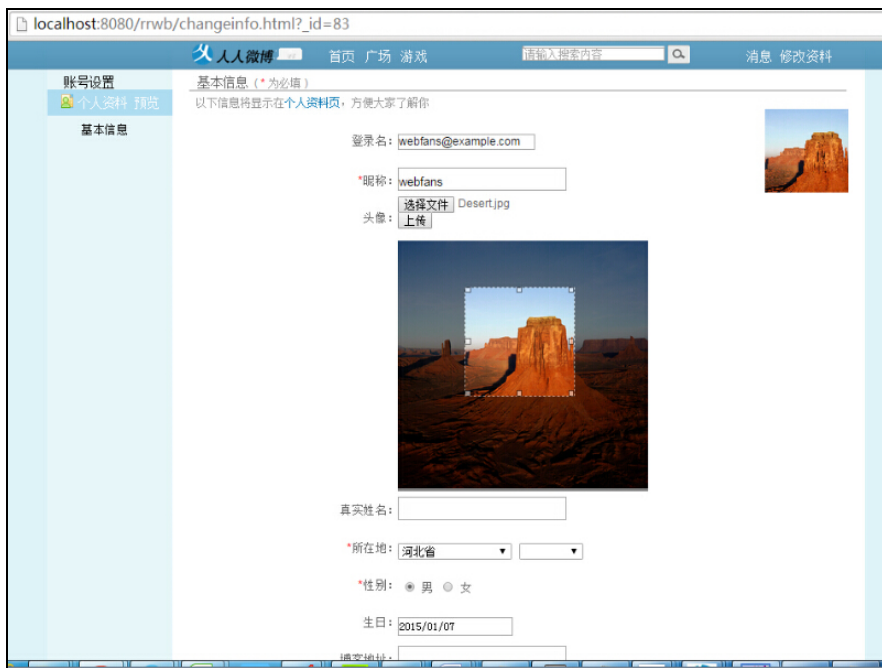 localhost:8080/rrwb/changeinfo.html?_id=83
人人微博 首页 广场 游戏 请输入搜索内容 消息 修改资料
账号设置
个人资料 预览
基本信息
基本信息 (*为必填)
以下信息将显示在个人资料页,方便大家了解你
登录名: webfans@example.com
*昵称: webfans
头像: 选择文件 Desert.jpg
上传
真实姓名:
*所在地: 河北省
*性别: 男 女
生日: 2015/01/07
博客地址: